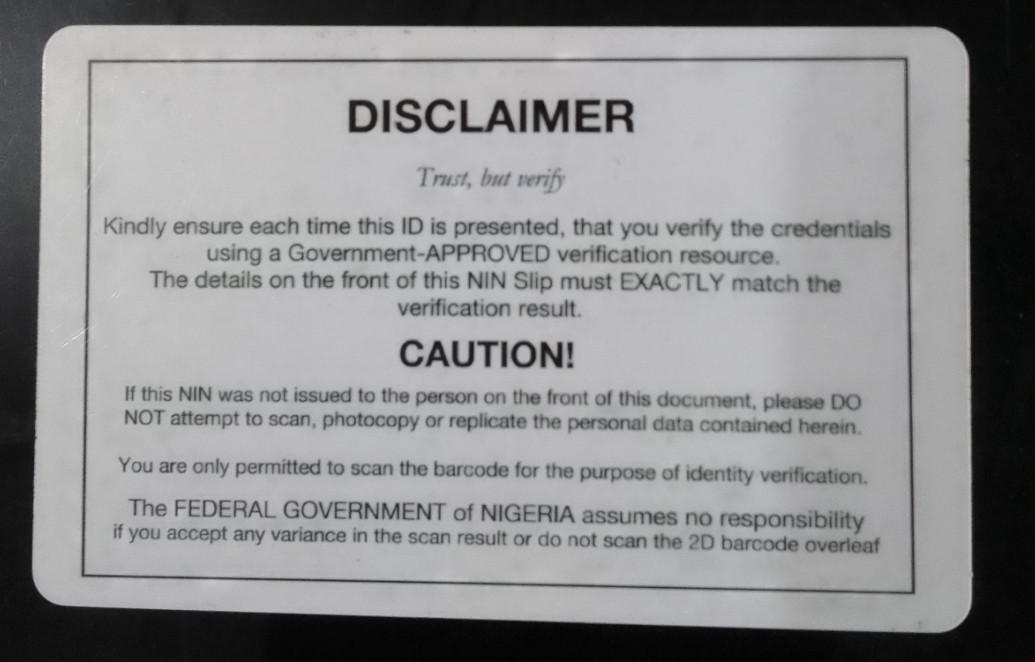 DISCLAIMER
Trust, but verify
Kindly ensure each time this ID is presented, that you verify the credentials
using a Government-APPROVED verification resource.
The details on the front of this NIN Slip must EXACTLY match the
verification result.
CAUTION!
If this NIN was not issued to the person on the front of this document, please DO
NOT attempt to scan, photocopy or replicate the personal data contained herein.
You are only permitted to scan the barcode for the purpose of identity verification.
The FEDERAL GOVERNMENT of NIGERIA assumes no responsibility
if you accept any variance in the scan result or do not scan the 2D barcode overleaf